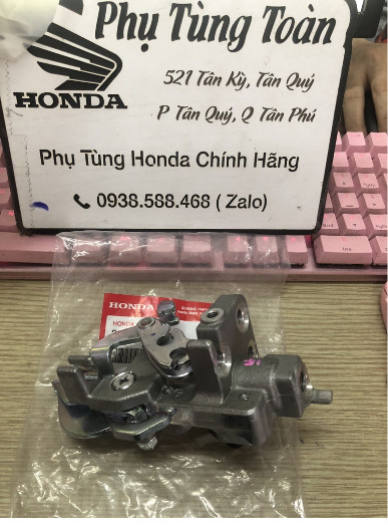 Phụ Tùng Toàn
521 Tân Kỳ, Tân Quý
HONDA
P Tân Quý, Q Tân Phú
Phụ Tùng Honda Chính Hãng
0938.588.468 ( Zalo)
HONDA
HONDA